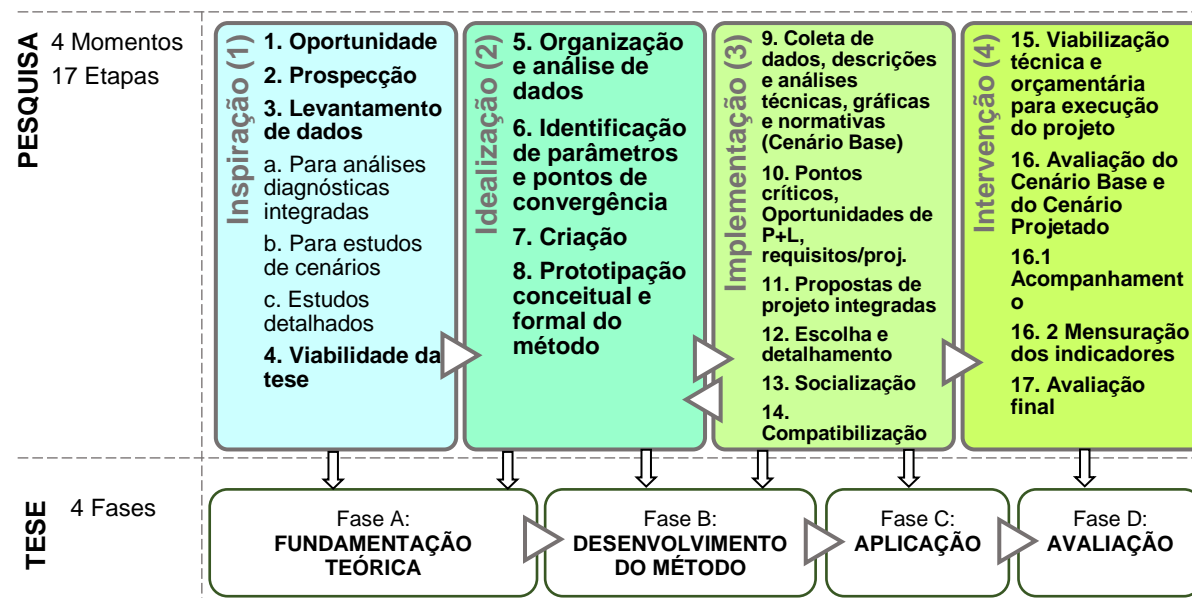 PESQUISA
4 Momentos
17 Etapas
Inspiração (1)
1. Oportunidade
2. Prospecção
3. Levantamento
de dados
a. Para análises
diagnósticas
integradas
b. Para estudos
de cenários
c. Estudos
detalhados
4. Viabilidade da
tese
Idealização (2)
5. Organização
e análise de
dados
6. Identificação
de parâmetros
e pontos de
convergência
7. Criação
8. Prototipação
conceitual e
formal do
método
Implementação (3)
9. Coleta de
dados, descrições
e análises
técnicas, gráficas
e normativas
(Cenário Base)
10. Pontos
críticos,
Oportunidades de
P+L,
requisitos/proj.
11. Propostas de
projeto integradas
12. Escolha e
detalhamento
13. Socialização
14.
Compatibilização
Intervenção (4)
15. Viabilização
técnica e
orçamentária
para execução
do projeto
16. Avaliação do
Cenário Base e
do Cenário
Projetado
16.1
Acompanhament
o
16. 2 Mensuração
dos indicadores
17. Avaliação
final
TESE
4 Fases
Fase A:
FUNDAMENTAÇÃO
TEÓRICA
Fase B:
DESENVOLVIMENTO
DO MÉTODO
Fase C:
APLICAÇÃO
Fase D:
AVALIAÇÃO